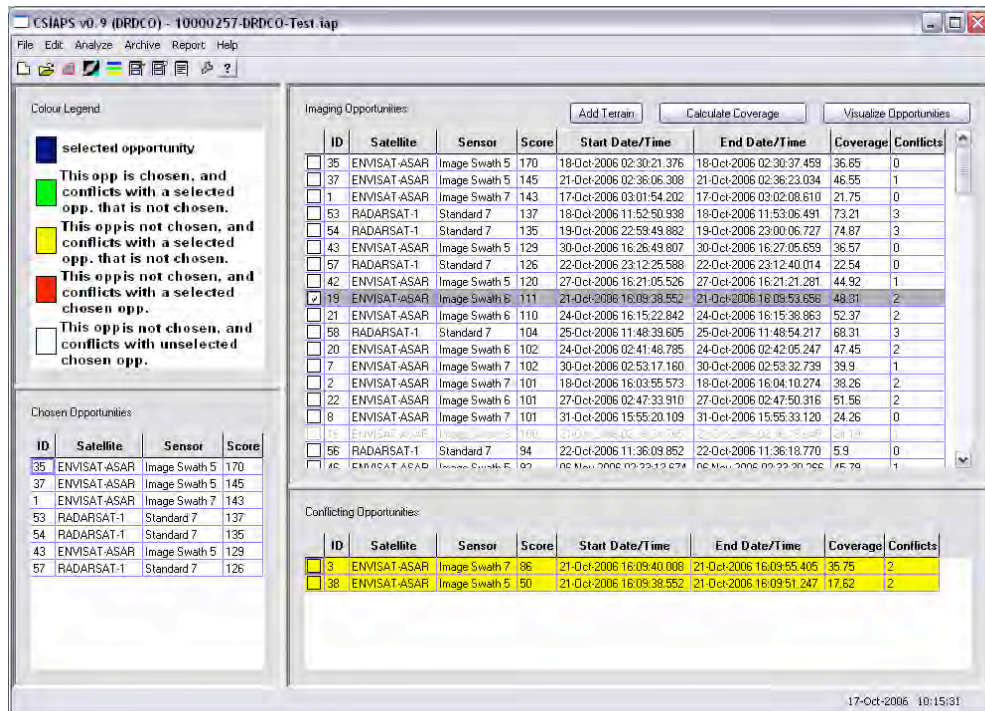 CSIAPS v0.9 (DRDCO) - 10000257-DRDCO-Test.iap
File Edit Analyze Archive Report Help
Colour Legend
selected opportunity
This opp is chosen, and
conflicts with a selected
opp. that is not chosen.
This opp is not chosen, and
conflicts with a selected
opp. that is not chosen.
This opp is not chosen, and
conflicts with a selected
chosen opp.
This opp is not chosen, and
conflicts with unselected
chosen opp.
Chosen Opportunities
ID Satellite Sensor Score
35 ENVISAT-ASAR Image Swath 5 170
37 ENVISAT-ASAR Image Swath 5 145
1 ENVISAT-ASAR Image Swath 7 143
53 RADARSAT-1 Standard 7 137
54 RADARSAT-1 Standard 7 135
43 ENVISAT-ASAR Image Swath 5 129
57 RADARSAT-1 Standard 7 126
Imaging Opportunities
Add Terrain Calculate Coverage Visualize Opportunities
ID Satellite Sensor Score Start Date/Time End Date/Time Coverage Conflicts
35 ENVISAT-ASAR Image Swath 5 170 18-Oct-2006 02:30:21.376 18-Oct-2006 02:30:37.459 36.65 0
37 ENVISAT-ASAR Image Swath 5 145 21-Oct-2006 02:36:06.308 21-Oct-2006 02:36:23.034 46.55 1
1 ENVISAT-ASAR Image Swath 7 143 17-Oct-2006 03:01:54.202 17-Oct-2006 03:02:08.610 21.75 0
53 RADARSAT-1 Standard 7 137 18-Oct-2006 11:52:50.938 18-Oct-2006 11:53:06.491 73.21 3
54 RADARSAT-1 Standard 7 135 19-Oct-2006 22:59:49.882 19-Oct-2006 23:00:06.727 74.87 3
43 ENVISAT-ASAR Image Swath 5 129 30-Oct-2006 16:26:49.807 30-Oct-2006 16:27:05.659 36.57 0
57 RADARSAT-1 Standard 7 126 22-Oct-2006 23:12:25.588 22-Oct-2006 23:12:40.014 22.54 0
42 ENVISAT-ASAR Image Swath 5 120 27-Oct-2006 16:21:05.526 27-Oct-2006 16:21:21.281 44.92 1
19 ENVISAT-ASAR Image Swath 6 111 21-Oct-2006 16:09:38.552 21-Oct-2006 16:09:53.656 48.31 2
21 ENVISAT-ASAR Image Swath 6 110 24-Oct-2006 16:15:22.842 24-Oct-2006 16:15:38.863 52.37 2
58 RADARSAT-1 Standard 7 104 25-Oct-2006 11:48:39.605 25-Oct-2006 11:48:54.217 68.31 3
20 ENVISAT-ASAR Image Swath 6 102 24-Oct-2006 02:41:48.785 24-Oct-2006 02:42:05.247 47.45 2
7 ENVISAT-ASAR Image Swath 7 102 30-Oct-2006 02:53:17.160 30-Oct-2006 02:53:32.739 39.9 1
2 ENVISAT-ASAR Image Swath 7 101 18-Oct-2006 16:03:55.573 18-Oct-2006 16:04:10.274 38.26 2
22 ENVISAT-ASAR Image Swath 6 101 27-Oct-2006 02:47:33.910 27-Oct-2006 02:47:50.316 51.56 2
8 ENVISAT-ASAR Image Swath 7 101 31-Oct-2006 15:55:20.109 31-Oct-2006 15:55:33.120 24.26 0
56 RADARSAT-1 Standard 7 94 22-Oct-2006 11:36:09.852 22-Oct-2006 11:36:18.770 5.9 0
Conflicting Opportunities
ID Satellite Sensor Score Start Date/Time End Date/Time Coverage Conflicts
3 ENVISAT-ASAR Image Swath 7 86 21-Oct-2006 16:09:40.008 21-Oct-2006 16:09:55.405 35.75 2
38 ENVISAT-ASAR Image Swath 5 50 21-Oct-2006 16:09:38.552 21-Oct-2006 16:09:51.247 17.62 2
17-Oct-2006 10:15:31